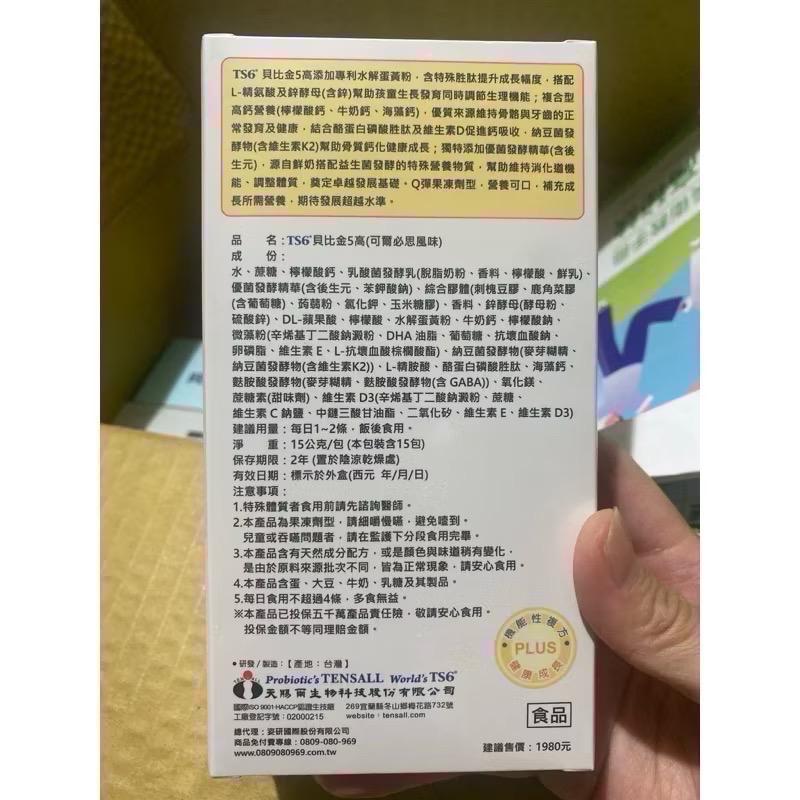 TS6® 貝比金5高添加專利水解蛋黃粉，含特殊胜肽提升成長幅度，搭配
L-精氨酸及鋅酵母(含鋅)幫助孩童生長發育同時調節生理機能；複合型
高鈣營養(檸檬酸鈣、牛奶鈣、海藻鈣)，優質來源維持骨骼與牙齒的正
常發育及健康，結合酪蛋白磷酸胜肽及維生素D促進鈣吸收，納豆菌發
酵物(含維生素K2)幫助骨質鈣化健康成長；獨特添加優菌發酵精華(含後
生元)，源自鮮奶搭配益生菌發酵的特殊營養物質，幫助維持消化道機
能、調整體質，奠定卓越發展基礎。Q彈果凍劑型，營養可口，補充成
長所需營養，期待發展超越水準。
品　　名：TS6®貝比金5高(可爾必思風味)
成　　份：
水、蔗糖、檸檬酸鈣、乳酸菌發酵乳(脫脂奶粉、香料、檸檬酸、鮮乳)、
優菌發酵精華(含後生元、苯鉀酸鈉)、綜合膠體(刺槐豆膠、鹿角菜膠
(含葡萄糖)、蒟蒻粉、氯化鉀、玉米糖膠)、香料、鋅酵母(酵母粉、
硫酸鋅)、DL-蘋果酸、檸檬酸、水解蛋黃粉、牛奶鈣、檸檬酸鈉、
微藻粉(辛烯基丁二酸鈉澱粉、DHA 油脂、葡萄糖、抗壞血酸鈉、
卵磷脂、維生素 E、L-抗壞血酸棕櫚酸酯)、納豆菌發酵物(麥芽糊精、
納豆菌發酵物(含維生素K2))、L-精胺酸、酪蛋白磷酸胜肽、海藻鈣、
麩胺酸發酵物(麥芽糊精、麩胺酸發酵物(含 GABA))、氧化鎂、
蔗糖素(甜味劑)、維生素 D3(辛烯基丁二酸鈉澱粉、蔗糖、
維生素 C 鈉鹽、中鏈三酸甘油酯、二氧化矽、維生素 E、維生素 D3)
建議用量：每日1~2條，飯後食用。
淨　　重：15公克/包 (本包裝含15包)
保存期限：2年 (置於陰涼乾燥處)
有效日期：標示於外盒(西元 年/月/日)
注意事項：
1.特殊體質者食用前請先諮詢醫師。
2.本產品為果凍劑型，請細嚼慢嚥，避免噎到。
兒童或吞嚥問題者，請在監護下分段食用完畢。
3.本產品含有天然成分配方，或是顏色與味道稍有變化，
是由於原料來源批次不同，皆為正常現象，請安心食用。
4.本產品含蛋、大豆、牛奶、乳糖及其製品。
5.每日食用不超過4條，多食無益。
※本產品已投保五千萬產品責任險，敬請安心食用。
投保金額不等同理賠金額。
機能性複方
PLUS
健康成長
•研發/製造：【產地：台灣】
TENSALL
Probiotic's TENSALL World's TS6®
天賜爾生物科技股份有限公司
國際ISO 9001·HACCP認證生技廠
269宜蘭縣冬山鄉梅花路732號
工廠登記字號：02000215
website：tensall.com
食品
總代理：姿研國際股份有限公司
商品免付費專線：0809-080-969
www.0809080969.com.tw
建議售價：1980元